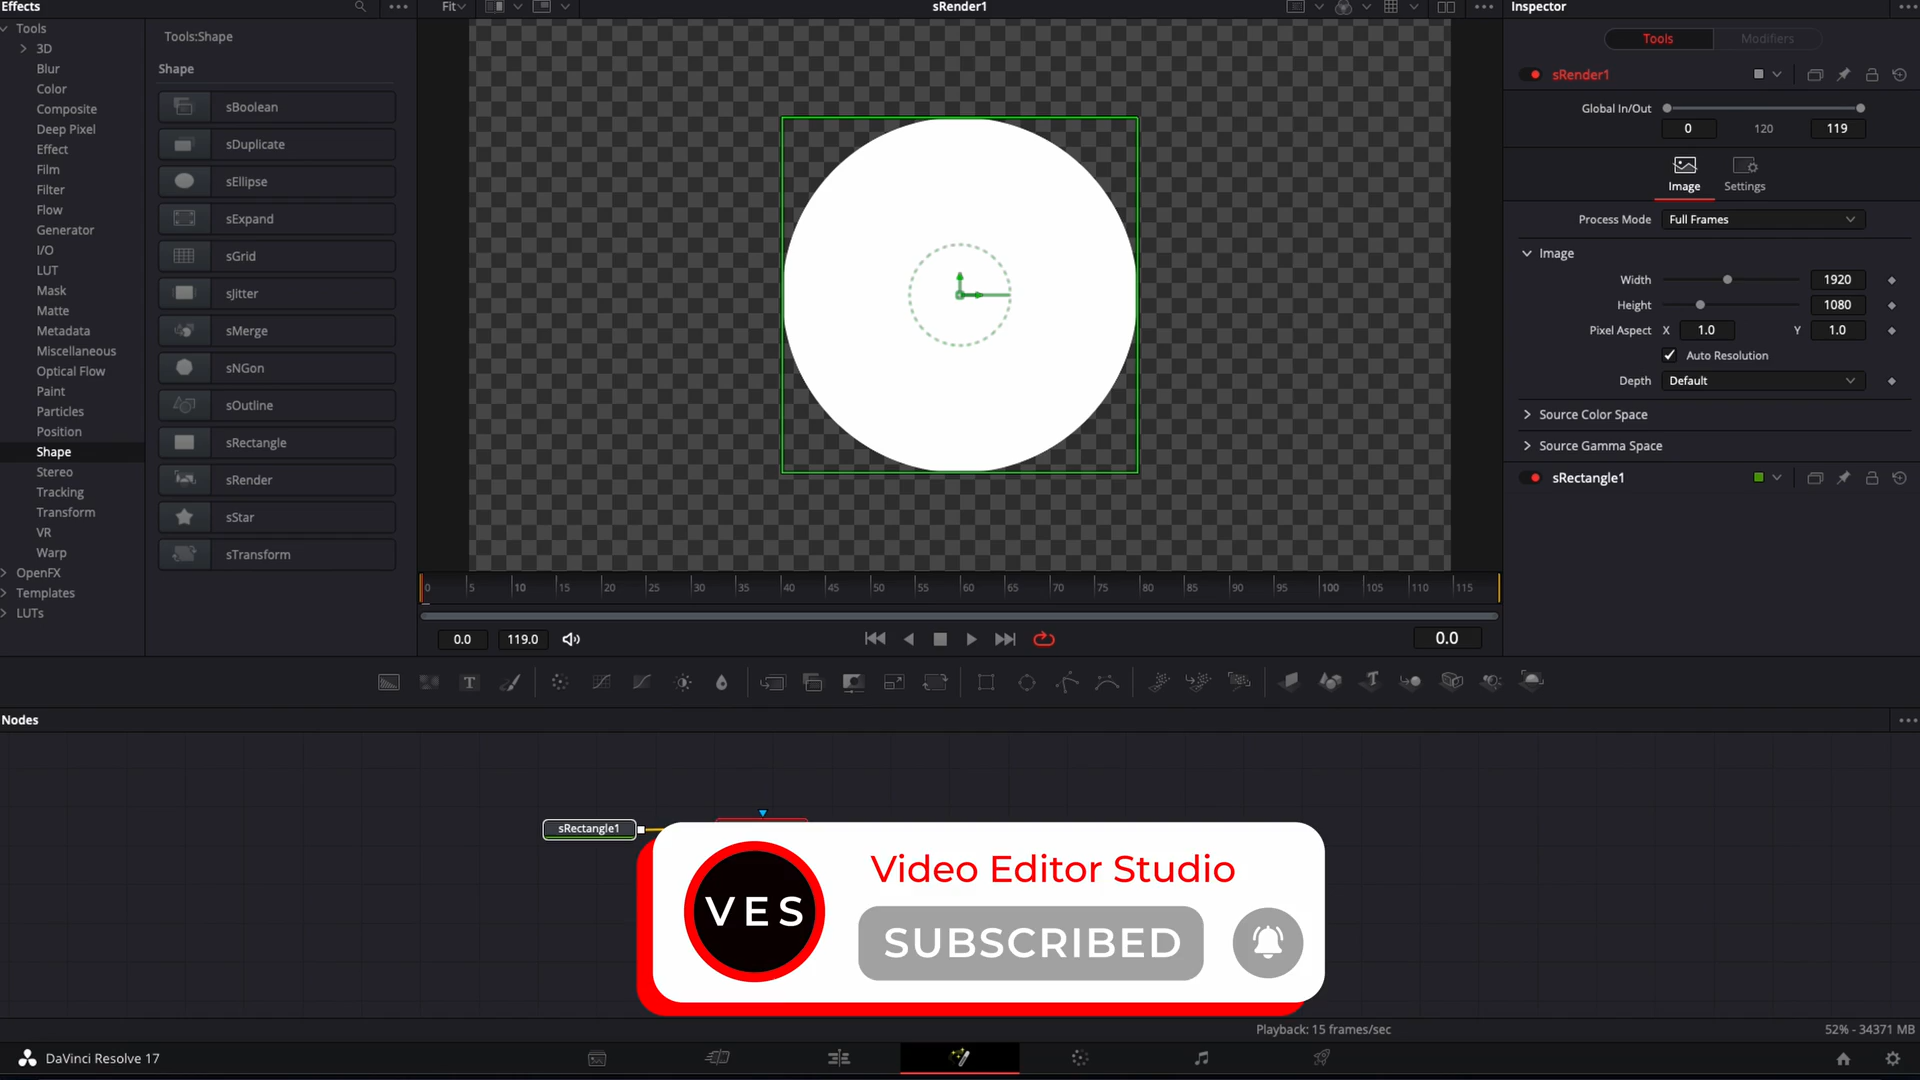 Effects
Fit
sRender1
Inspector
Tools
Tools:Shape
Tools
Modifiers
3D
Blur
Shape
sRender1
Color
Composite
sBoolean
Global In/Out
Deep Pixel
0
120
119
Effect
sDuplicate
Film
Filter
sEllipse
Image
Settings
Flow
sExpand
Process Mode
Full Frames
Generator
I/O
sGrid
Image
LUT
Width
1920
Mask
sJitter
Height
1080
Matte
Metadata
sMerge
Pixel Aspect
X
1.0
Y
1.0
Miscellaneous
Auto Resolution
Optical Flow
sNGon
Depth
Default
Paint
sOutline
Particles
Source Color Space
Position
sRectangle
Source Gamma Space
Shape
Stereo
sRender
sRectangle1
Tracking
Transform
sStar
VR
Warp
sTransform
OpenFX
Templates
LUTs
0 5 10 15 20 25 30 35 40 45 50 55 60 65 70 75 80 85 90 95 100 105 110 115
0.0
119.0
0.0
T
Nodes
sRectangle1
VES
Video Editor Studio
SUBSCRIBED
Playback: 15 frames/sec
52% - 34371 MB
DaVinci Resolve 17